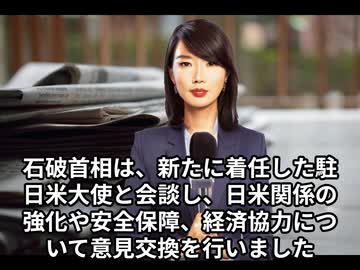 石破首相は、新たに着任した駐
日米大使と会談し、日米関係の
強化や安全保障、経済協力につ
いて意見交換を行いました